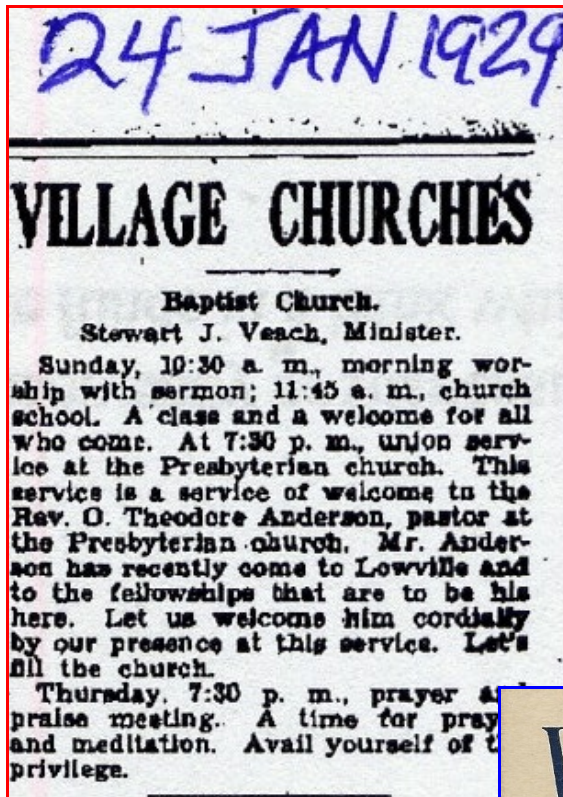 24 JAN 1929
VILLAGE CHURCHES
Baptist Church.
Stewart J. Veach, Minister.
Sunday, 10:30 a. m., morning wor-
ship with sermon; 11:45 a. m., church
school. A class and a welcome for all
who come. At 7:30 p. m., union serv-
ice at the Presbyterian church. This
service is a service of welcome to the
Rev. O. Theodore Anderson, pastor at
the Presbyterian church. Mr. Ander-
son has recently come to Lowville and
to the fellowships that are to be his
here. Let us welcome him cordially
by our presence at this service. Let's
fill the church.
Thursday, 7:30 p. m., prayer
praise meeting. A time for
and meditation. Avail yourself of
privilege.